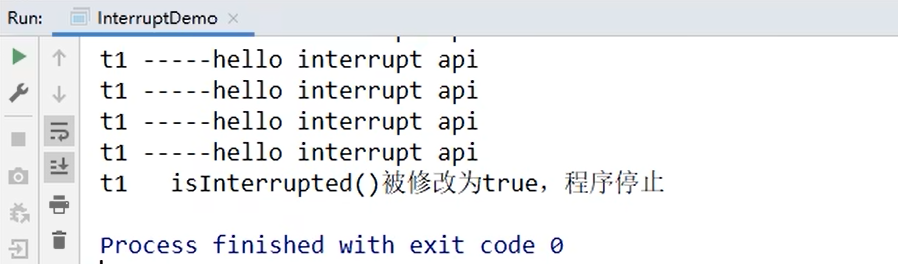 Run: InterruptDemo ×
t1 -----hello interrupt api
t1 -----hello interrupt api
t1 -----hello interrupt api
t1 -----hello interrupt api
t1   isInterrupted()被修改为true，程序停止
Process finished with exit code 0